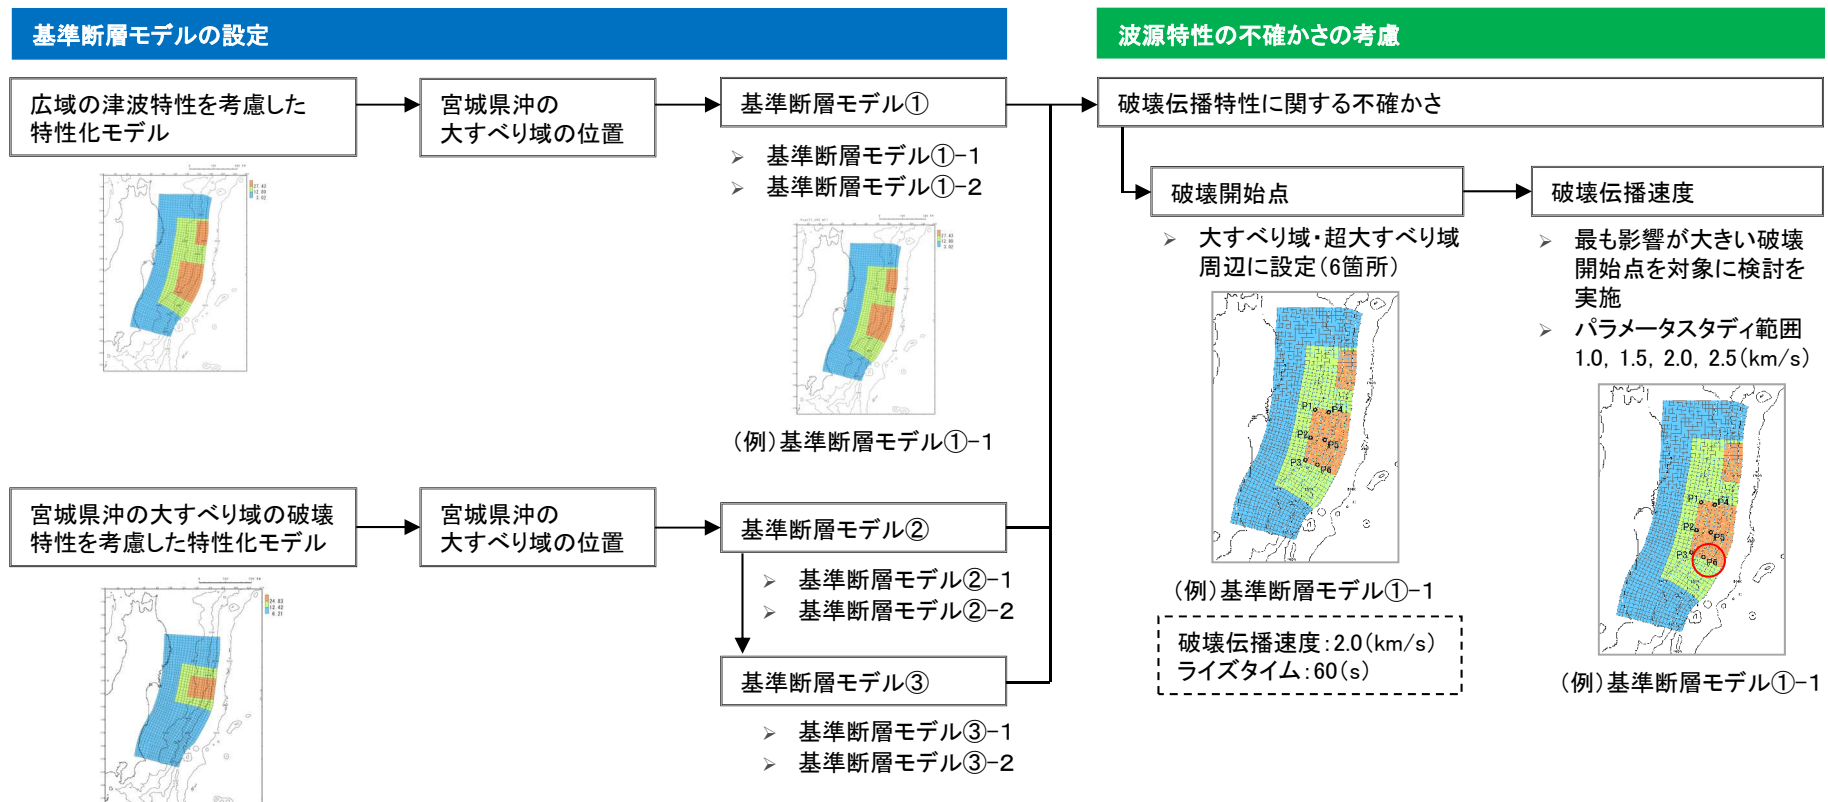 基準断層モデルの設定
波源特性の不確かさの考慮
広域の津波特性を考慮した
特性化モデル
宮城県沖の
大すべり域の位置
基準断層モデル①
➢ 基準断層モデル①-1
➢ 基準断層モデル①-2
(例)基準断層モデル①-1
宮城県沖の大すべり域の破壊
特性を考慮した特性化モデル
宮城県沖の
大すべり域の位置
基準断層モデル②
➢ 基準断層モデル②-1
➢ 基準断層モデル②-2
基準断層モデル③
➢ 基準断層モデル③-1
➢ 基準断層モデル③-2
破壊伝播特性に関する不確かさ
破壊開始点
➢ 大すべり域・超大すべり域
周辺に設定(6箇所)
P1
P4
P2
P5
P3
P6
(例)基準断層モデル①-1
破壊伝播速度:2.0(km/s)
ライズタイム:60(s)
破壊伝播速度
➢ 最も影響が大きい破壊
開始点を対象に検討を
実施
➢ パラメータスタディ範囲
1.0, 1.5, 2.0, 2.5(km/s)
P1
P4
P2
P5
P3
P6
(例)基準断層モデル①-1